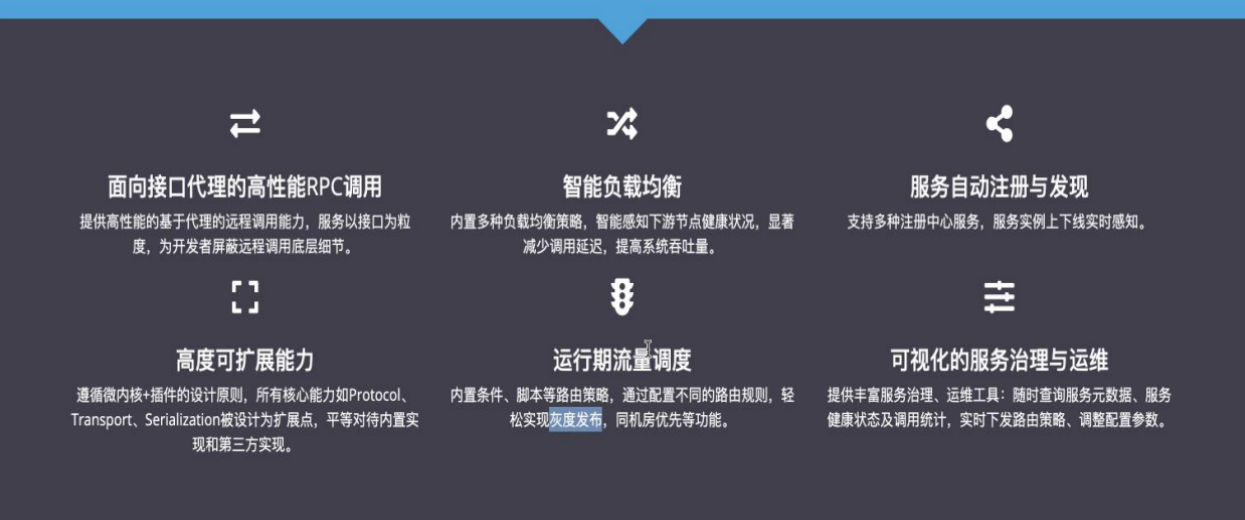 面向接口代理的高性能RPC调用
提供高性能的基于代理的远程调用能力，服务以接口为粒
度，为开发者屏蔽远程调用底层细节。
智能负载均衡
内置多种负载均衡策略，智能感知下游节点健康状况，显著
减少调用延迟，提高系统吞吐量。
服务自动注册与发现
支持多种注册中心服务，服务实例上下线实时感知。
高度可扩展能力
遵循微内核+插件的设计原则，所有核心能力如Protocol、
Transport、Serialization被设计为扩展点，平等对待内置实
现和第三方实现。
运行期流量调度
内置条件、脚本等路由策略，通过配置不同的路由规则，轻
松实现灰度发布，同机房优先等功能。
可视化的服务治理与运维
提供丰富服务治理、运维工具：随时查询服务元数据、服务
健康状态及调用统计，实时下发路由策略、调整配置参数。